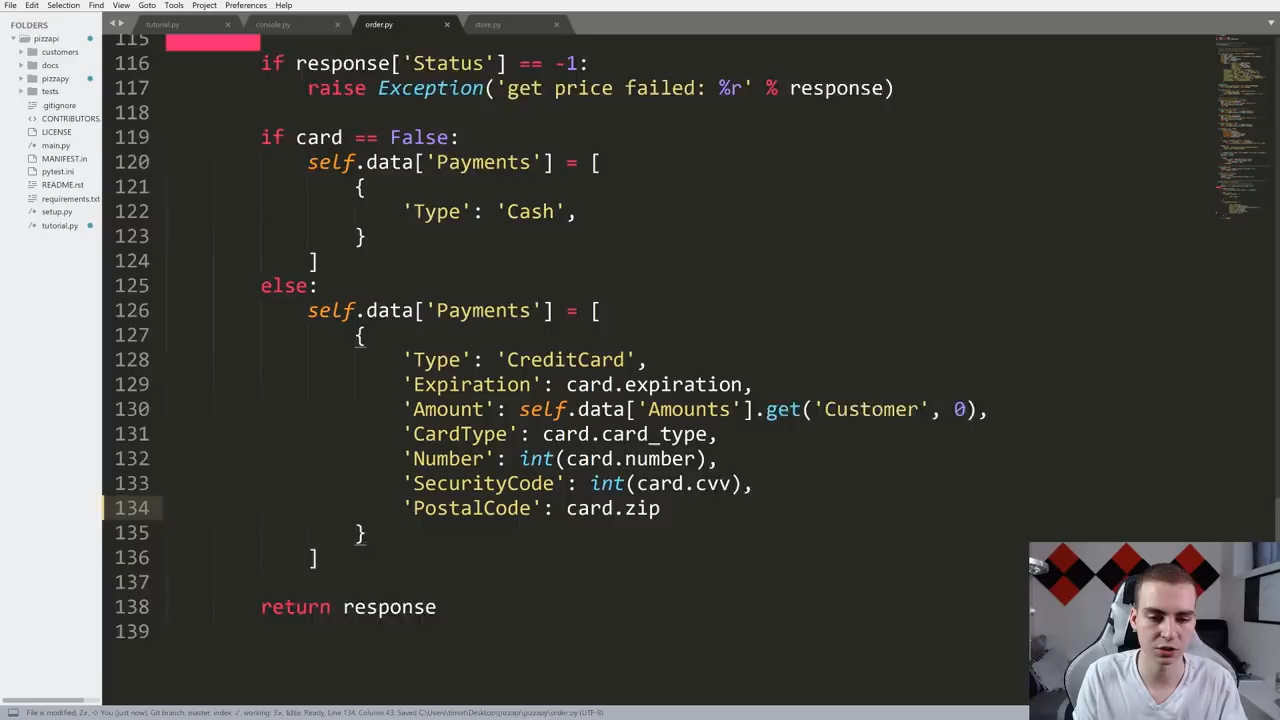 File Edit Selection Find View Goto Tools Project Preferences Help
FOLDERS
pizzapi
customers
docs
pizzapy
tests
.gitignore
CONTRIBUTORS.
LICENSE
main.py
MANIFEST.in
pytest.ini
README.rst
requirements.txt
setup.py
tutorial.py
tutorial.py × console.py × order.py × store.py ×
115
116 if response['Status'] == -1:
117 raise Exception('get price failed: %r' % response)
118
119 if card == False:
120 self.data['Payments'] = [
121 {
122 'Type': 'Cash',
123 }
124 ]
125 else:
126 self.data['Payments'] = [
127 {
128 'Type': 'CreditCard',
129 'Expiration': card.expiration,
130 'Amount': self.data['Amounts'].get('Customer', 0),
131 'CardType': card.card_type,
132 'Number': int(card.number),
133 'SecurityCode': int(card.cvv),
134 'PostalCode': card.zip
135 }
136 ]
137
138 return response
139